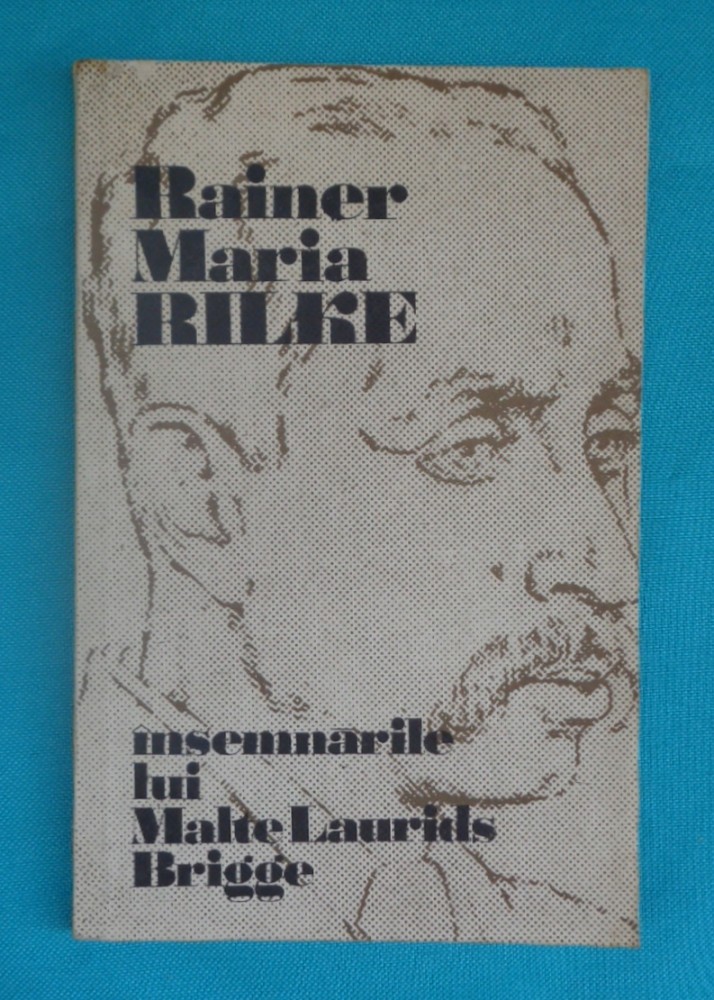 Rainer
Maria
RILKE
însemnările
lui
Malte Laurids
Brigge